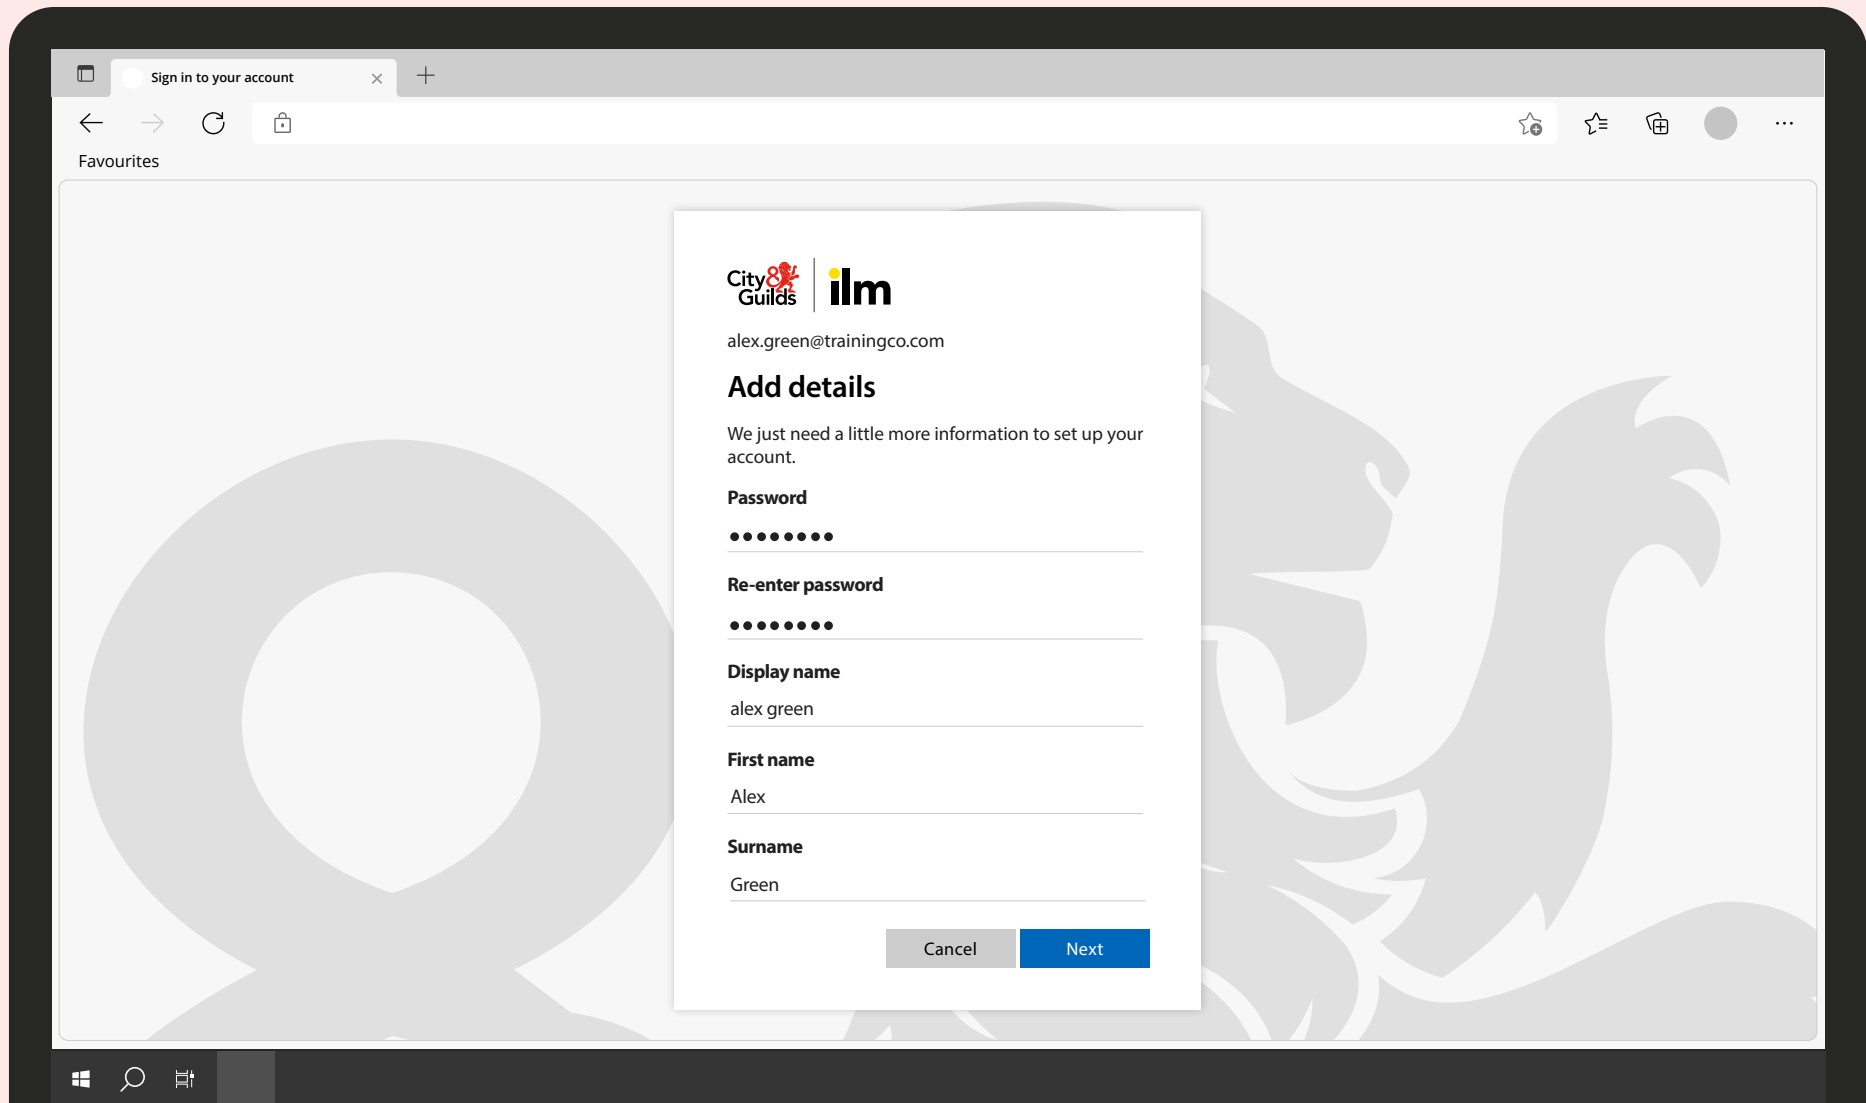 Sign in to your account
Favourites
City & Guilds
ilm
alex.green@trainingco.com
Add details
We just need a little more information to set up your
account.
Password
●●●●●●●●
Re-enter password
●●●●●●●●
Display name
alex green
First name
Alex
Surname
Green
Cancel
Next